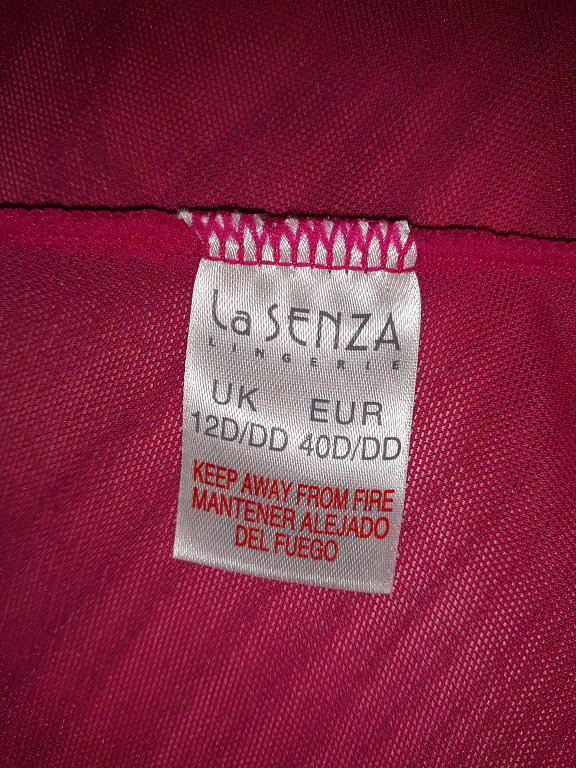 La SENZA
LINGERIE
UK EUR
12D/DD 40D/DD
KEEP AWAY FROM FIRE
MANTENER ALEJADO
DEL FUEGO